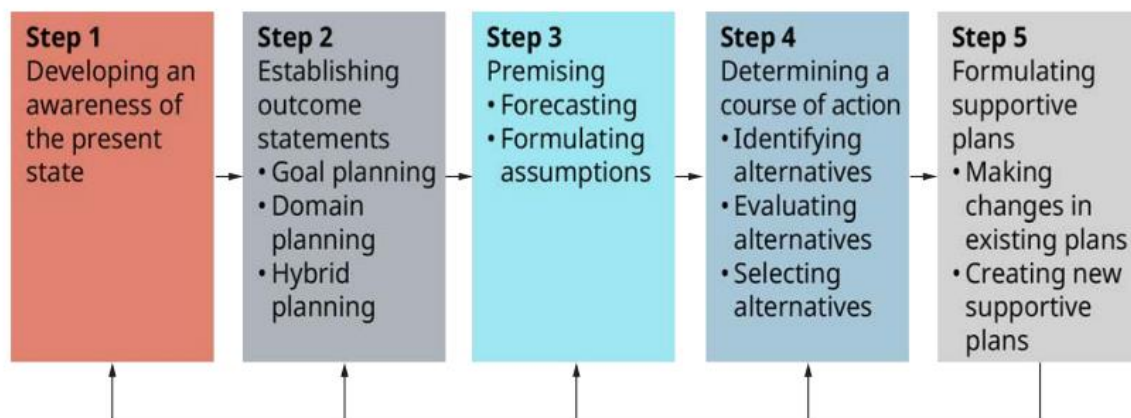 Step 1
Developing an
awareness of
the present
state
Step 2
Establishing
outcome
statements
• Goal planning
• Domain
planning
• Hybrid
planning
Step 3
Premising
• Forecasting
• Formulating
assumptions
Step 4
Determining a
course of action
• Identifying
alternatives
• Evaluating
alternatives
• Selecting
alternatives
Step 5
Formulating
supportive
plans
• Making
changes in
existing plans
• Creating new
supportive
plans